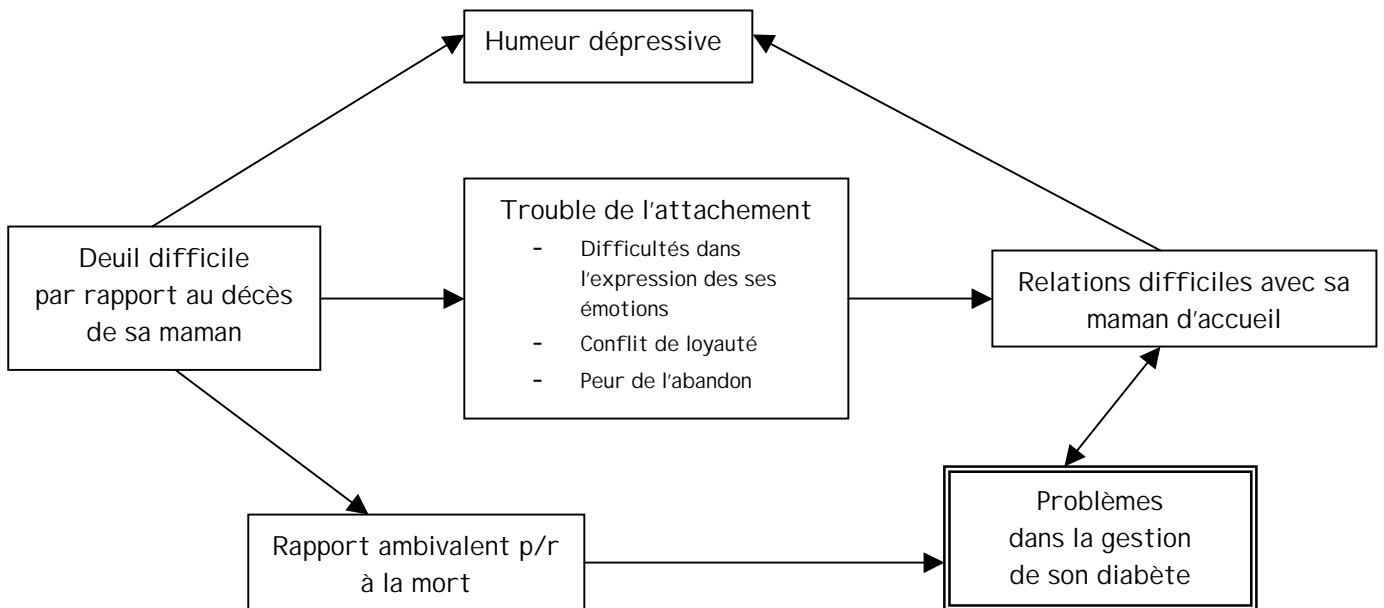 Humeur dépressive
Trouble de l'attachement
- Difficultés dans
l'expression des ses
émotions
- Conflit de loyauté
- Peur de l'abandon
Deuil difficile
par rapport au décès
de sa maman
Relations difficiles avec sa
maman d'accueil
Rapport ambivalent p/r
à la mort
Problèmes
dans la gestion
de son diabète